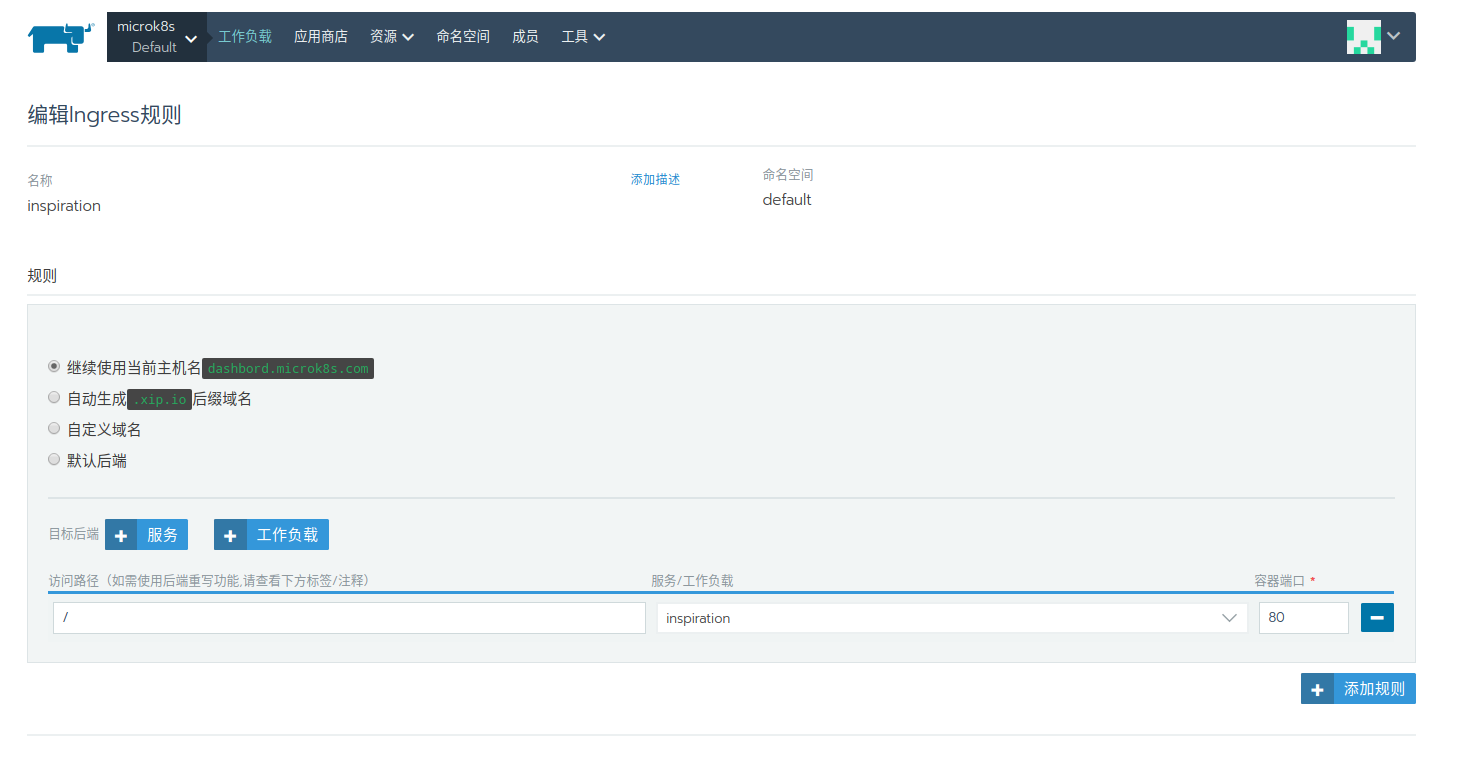 microk8s
Default
工作负载 应用商店 资源 命名空间 成员 工具
编辑Ingress规则
名称 添加描述 命名空间
inspiration default
规则
继续使用当前主机名 dashbord.microk8s.com
自动生成 .xip.io 后缀域名
自定义域名
默认后端
目标后端 服务 工作负载
访问路径（如需使用后端重写功能,请查看下方标签/注释） 服务/工作负载 容器端口 *
/ inspiration 80
添加规则